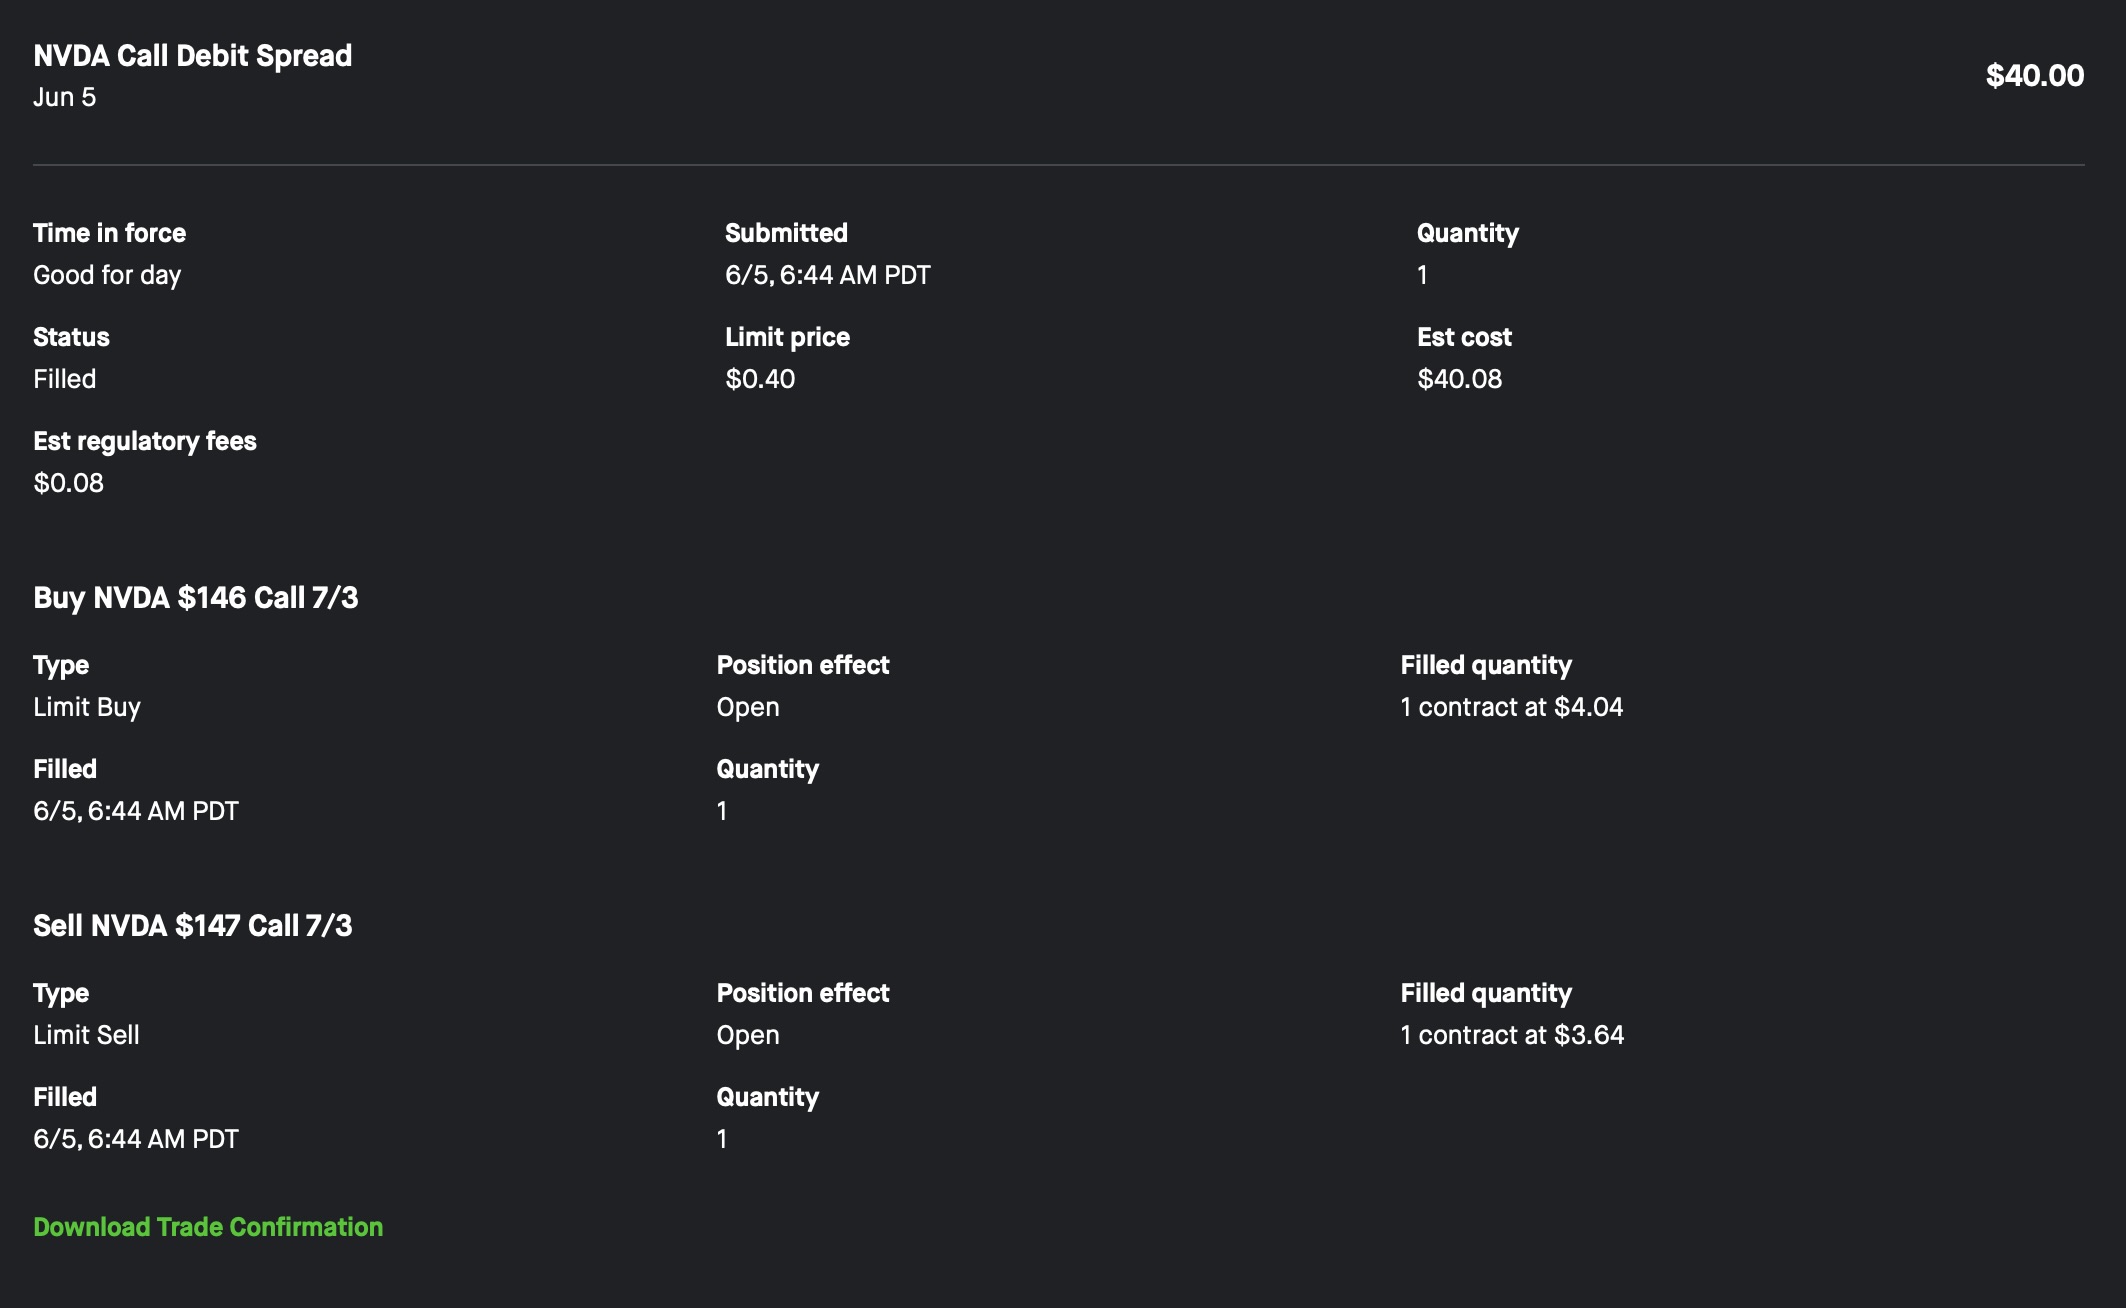 NVDA Call Debit Spread
Jun 5
$40.00
Time in force
Good for day
Submitted
6/5, 6:44 AM PDT
Quantity
1
Status
Filled
Limit price
$0.40
Est cost
$40.08
Est regulatory fees
$0.08
Buy NVDA $146 Call 7/3
Type
Limit Buy
Position effect
Open
Filled quantity
1 contract at $4.04
Filled
6/5, 6:44 AM PDT
Quantity
1
Sell NVDA $147 Call 7/3
Type
Limit Sell
Position effect
Open
Filled quantity
1 contract at $3.64
Filled
6/5, 6:44 AM PDT
Quantity
1
Download Trade Confirmation